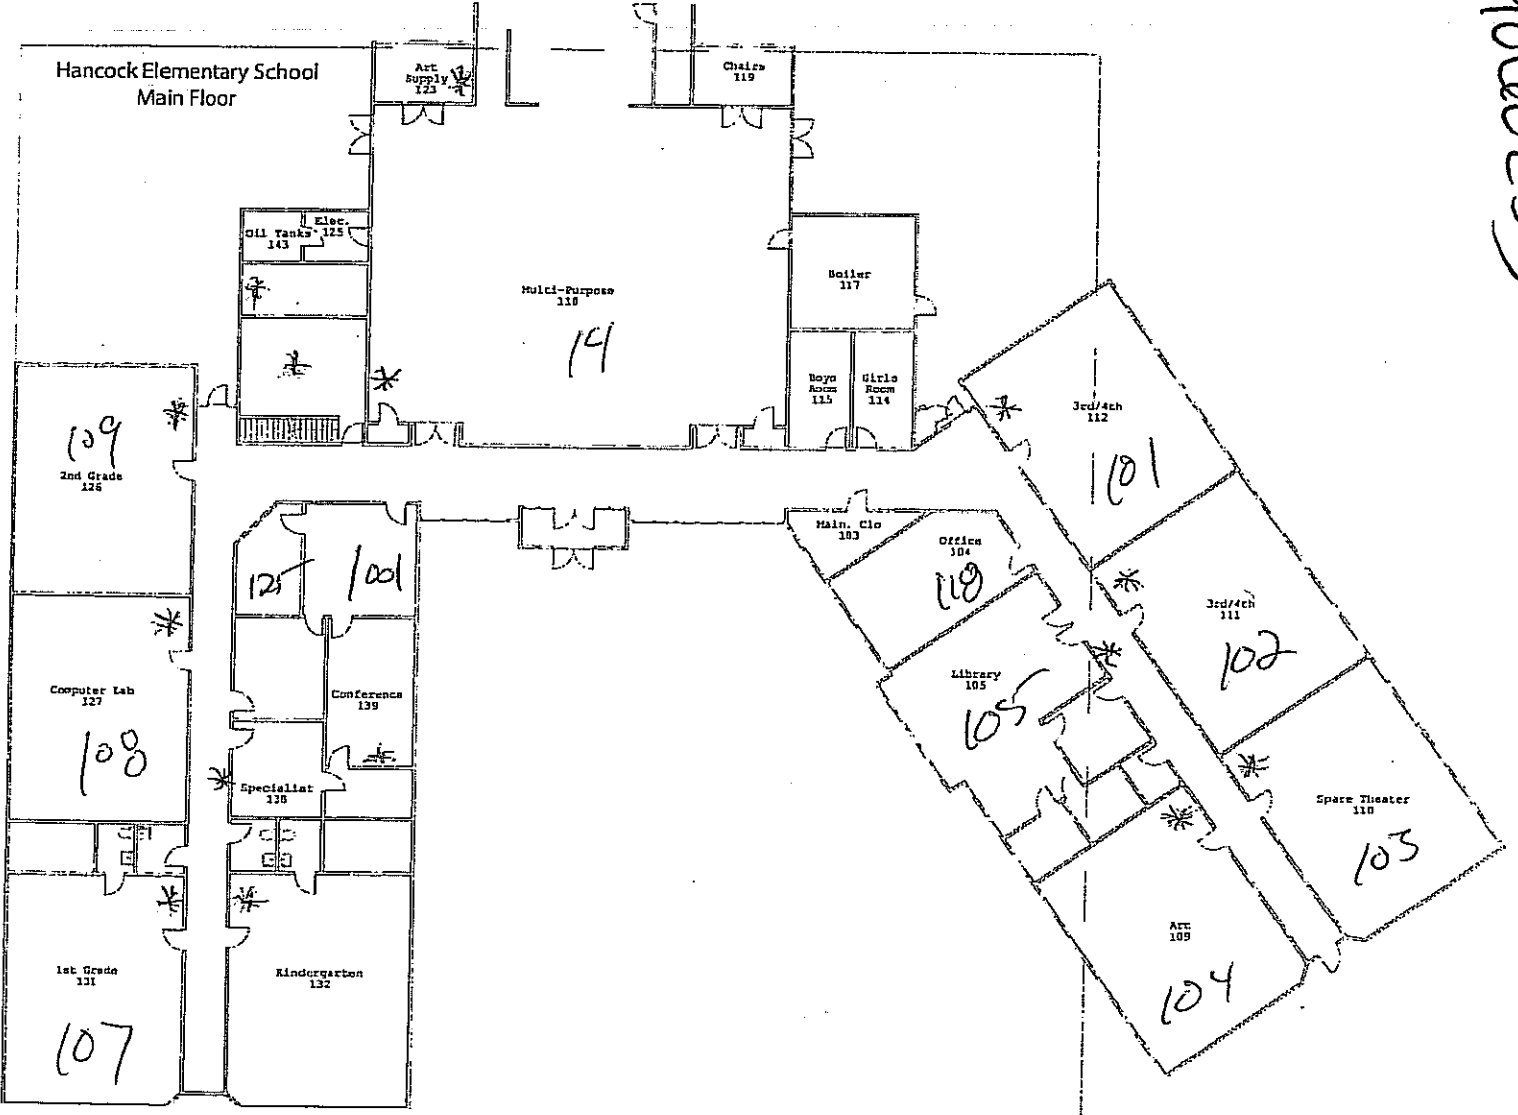 Hancock Elementary School
Main Floor
Art
Supply
123
Chairs
119
Elec.
125
Oil Tanks
143
Multi-Purpose
118
14
Boiler
117
Boys
Room
115
Girls
Room
114
109
2nd Grade
126
3rd/4th
112
101
Main. Clo
103
Office
104
118
121
1001
3rd/4th
111
102
Computer Lab
127
108
Conference
139
Library
105
105
Specialist
138
Spare Theater
110
103
Art
109
104
1st Grade
131
107
Kindergarten
132